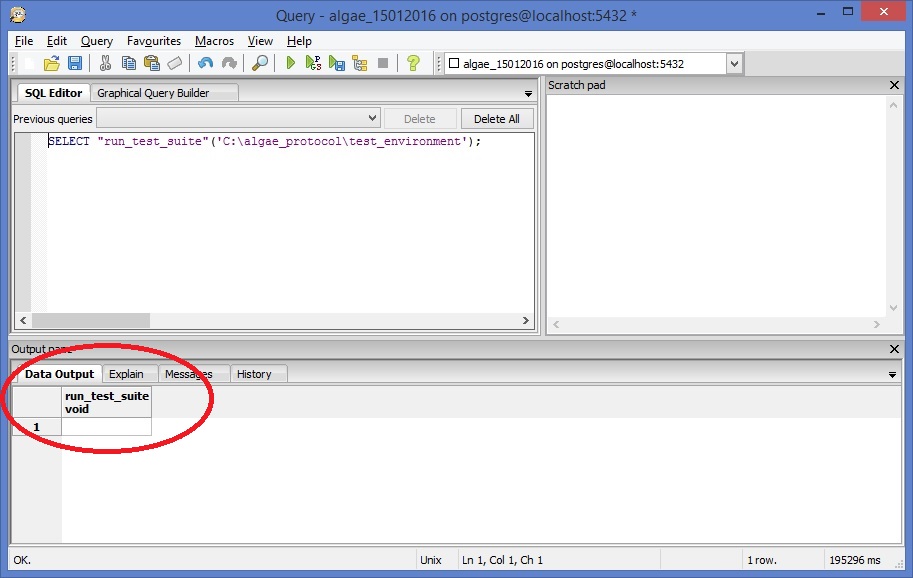 Query - algae_15012016 on postgres@localhost:5432 *
File Edit Query Favourites Macros View Help
algae_15012016 on postgres@localhost:5432
SQL Editor Graphical Query Builder
Scratch pad
Previous queries Delete Delete All
SELECT "run_test_suite"('C:\algae_protocol\test_environment');
Output pane
Data Output Explain Messages History
run_test_suite
void
1
OK. Unix Ln 1, Col 1, Ch 1 1 row. 195296 ms